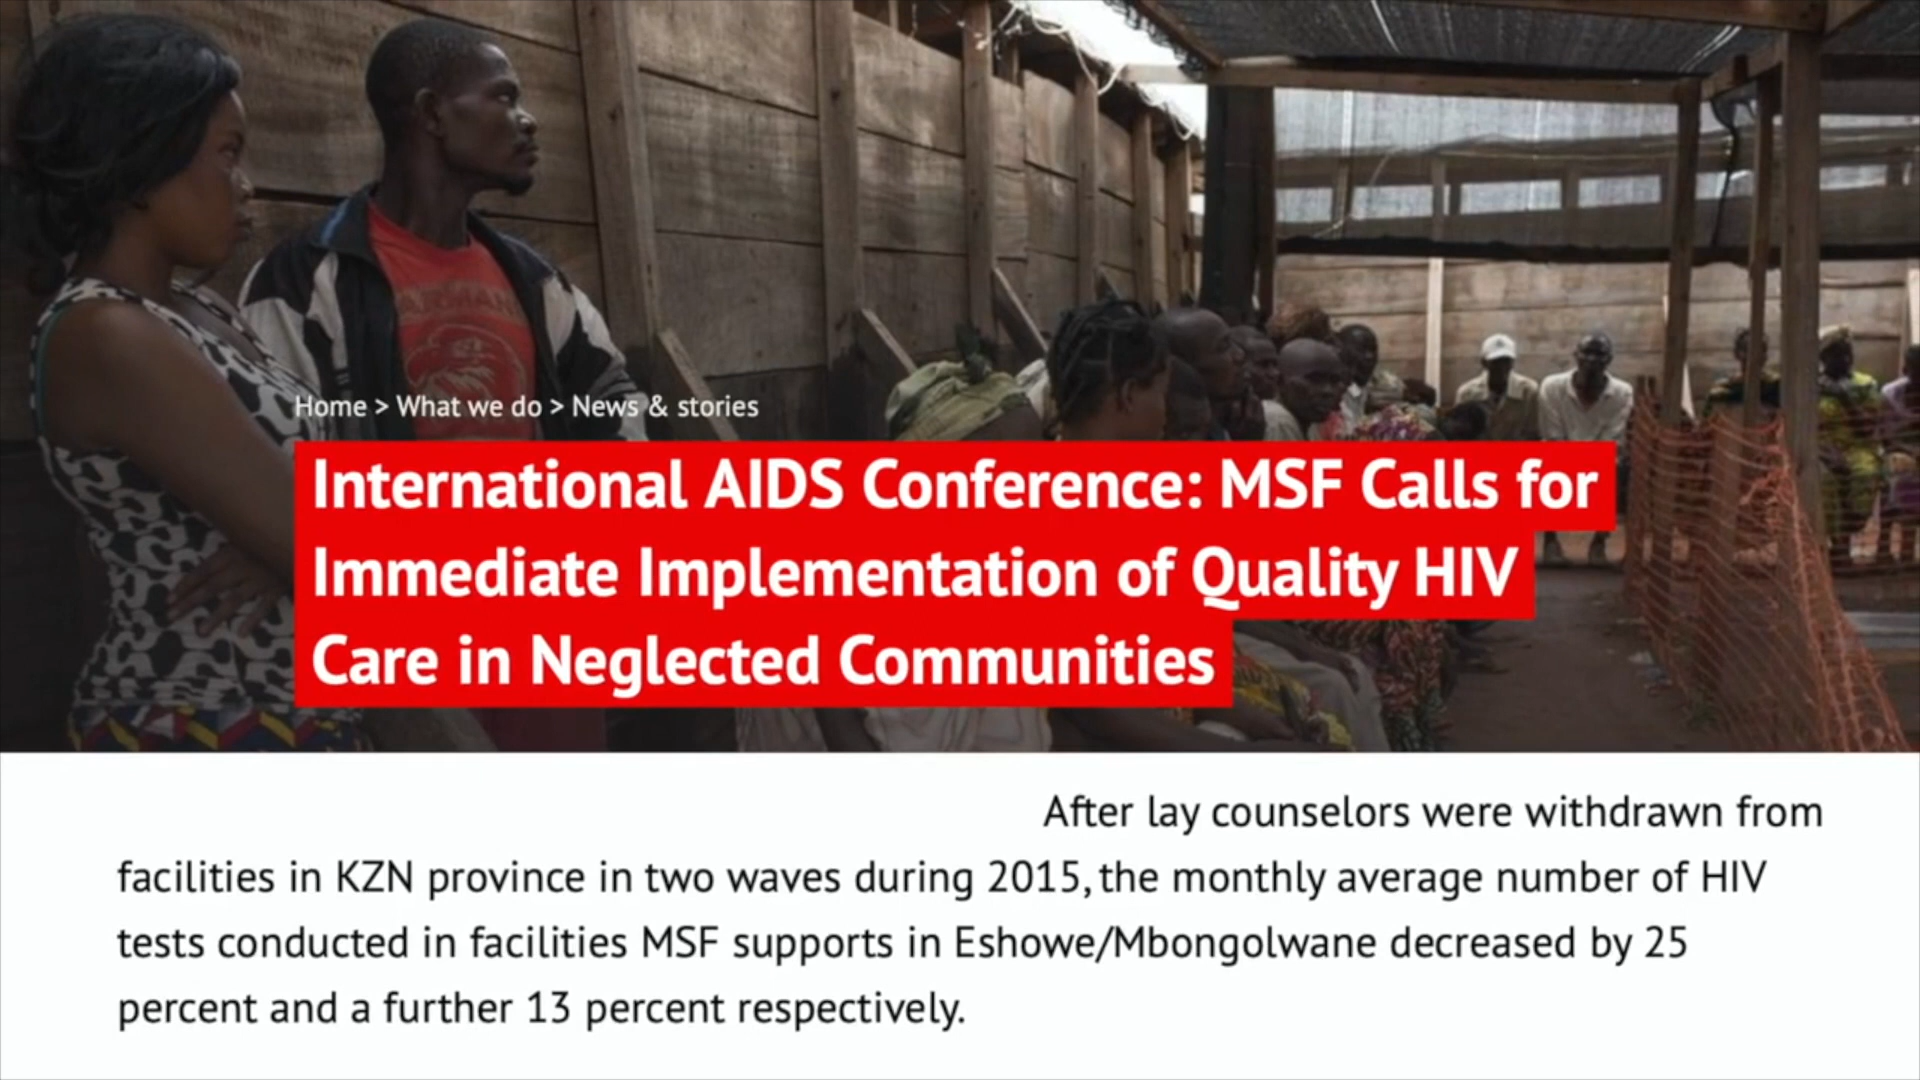 Home > What we do > News & stories
International AIDS Conference: MSF Calls for
Immediate Implementation of Quality HIV
Care in Neglected Communities
After lay counselors were withdrawn from
facilities in KZN province in two waves during 2015, the monthly average number of HIV
tests conducted in facilities MSF supports in Eshowe/Mbongolwane decreased by 25
percent and a further 13 percent respectively.